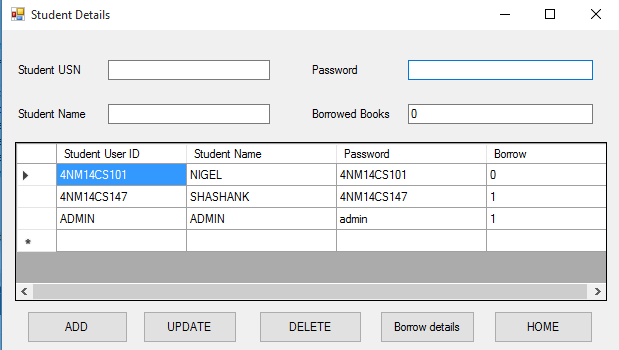 Student Details
Student USN Password
Student Name Borrowed Books 0
Student User ID Student Name Password Borrow
4NM14CS101 NIGEL 4NM14CS101 0
4NM14CS147 SHASHANK 4NM14CS147 1
ADMIN ADMIN admin 1
ADD UPDATE DELETE Borrow details HOME